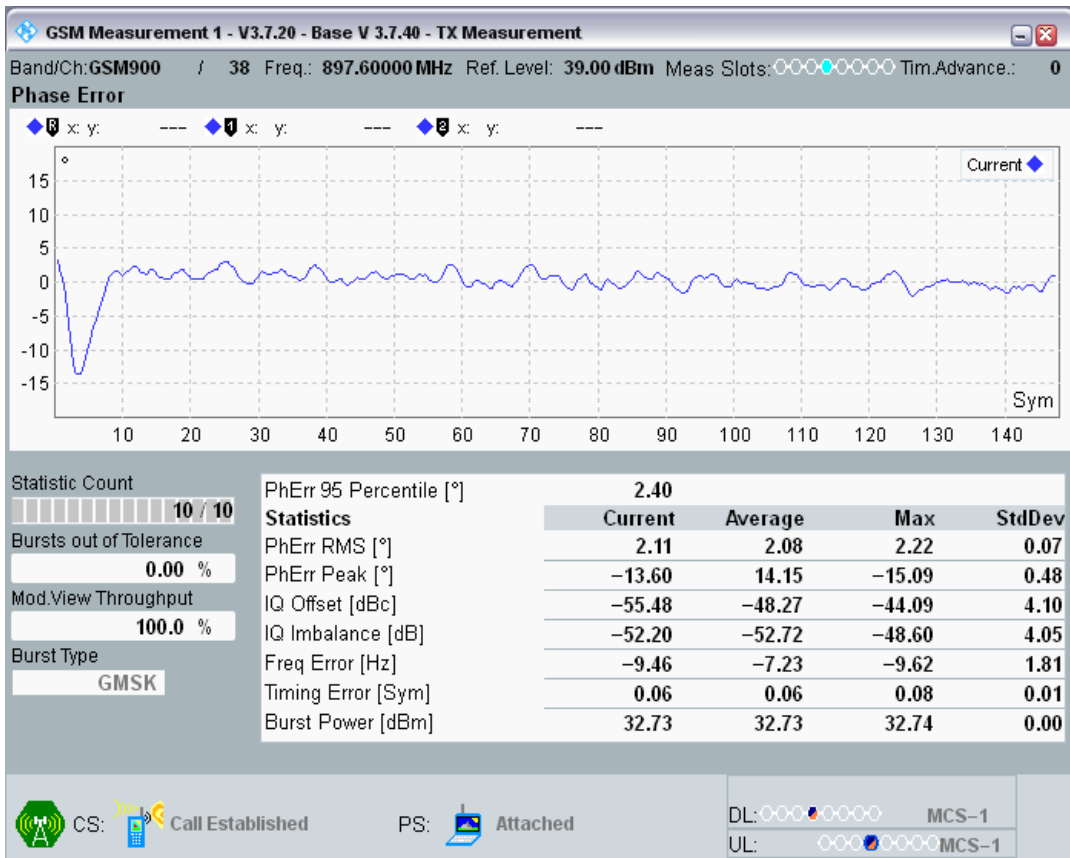 GSM Measurement 1 - V3.7.20 - Base V 3.7.40 - TX Measurement
Band/Ch:GSM900 / 38 Freq.: 897.60000 MHz Ref. Level: 39.00 dBm Meas Slots: Tim.Advance.: 0
Phase Error
R x: y: --- 1 x: y: --- 2 x: y: ---
° Current
15
10
5
0
-5
-10
-15
Sym
10 20 30 40 50 60 70 80 90 100 110 120 130 140
Statistic Count
10 / 10
Bursts out of Tolerance
0.00 %
Mod.View Throughput
100.0 %
Burst Type
GMSK
PhErr 95 Percentile [°] 2.40
Statistics Current Average Max StdDev
PhErr RMS [°] 2.11 2.08 2.22 0.07
PhErr Peak [°] −13.60 14.15 −15.09 0.48
IQ Offset [dBc] −55.48 −48.27 −44.09 4.10
IQ Imbalance [dB] −52.20 −52.72 −48.60 4.05
Freq Error [Hz] −9.46 −7.23 −9.62 1.81
Timing Error [Sym] 0.06 0.06 0.08 0.01
Burst Power [dBm] 32.73 32.73 32.74 0.00
CS: Call Established PS: Attached
DL: MCS−1
UL: MCS−1